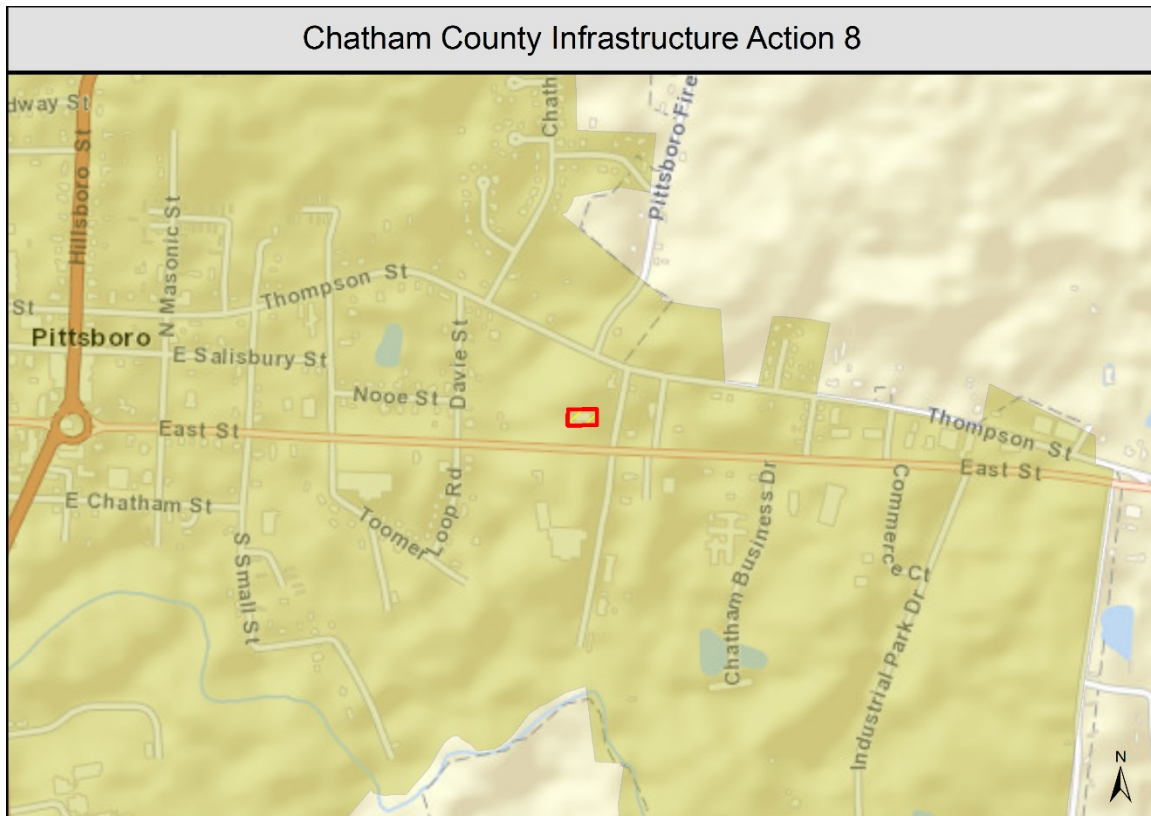 Chatham County Infrastructure Action 8
dway St
Hillsboro St
N Masonic St
Chath
Pittsboro Fire
Thompson St
St
Pittsboro
E Salisbury St
Davie St
Nooe St
East St
Thompson St
East St
E Chatham St
Toomer
Loop Rd
S Small St
Chatham Business Dr
Commerce Ct
Industrial Park Dr
L
N